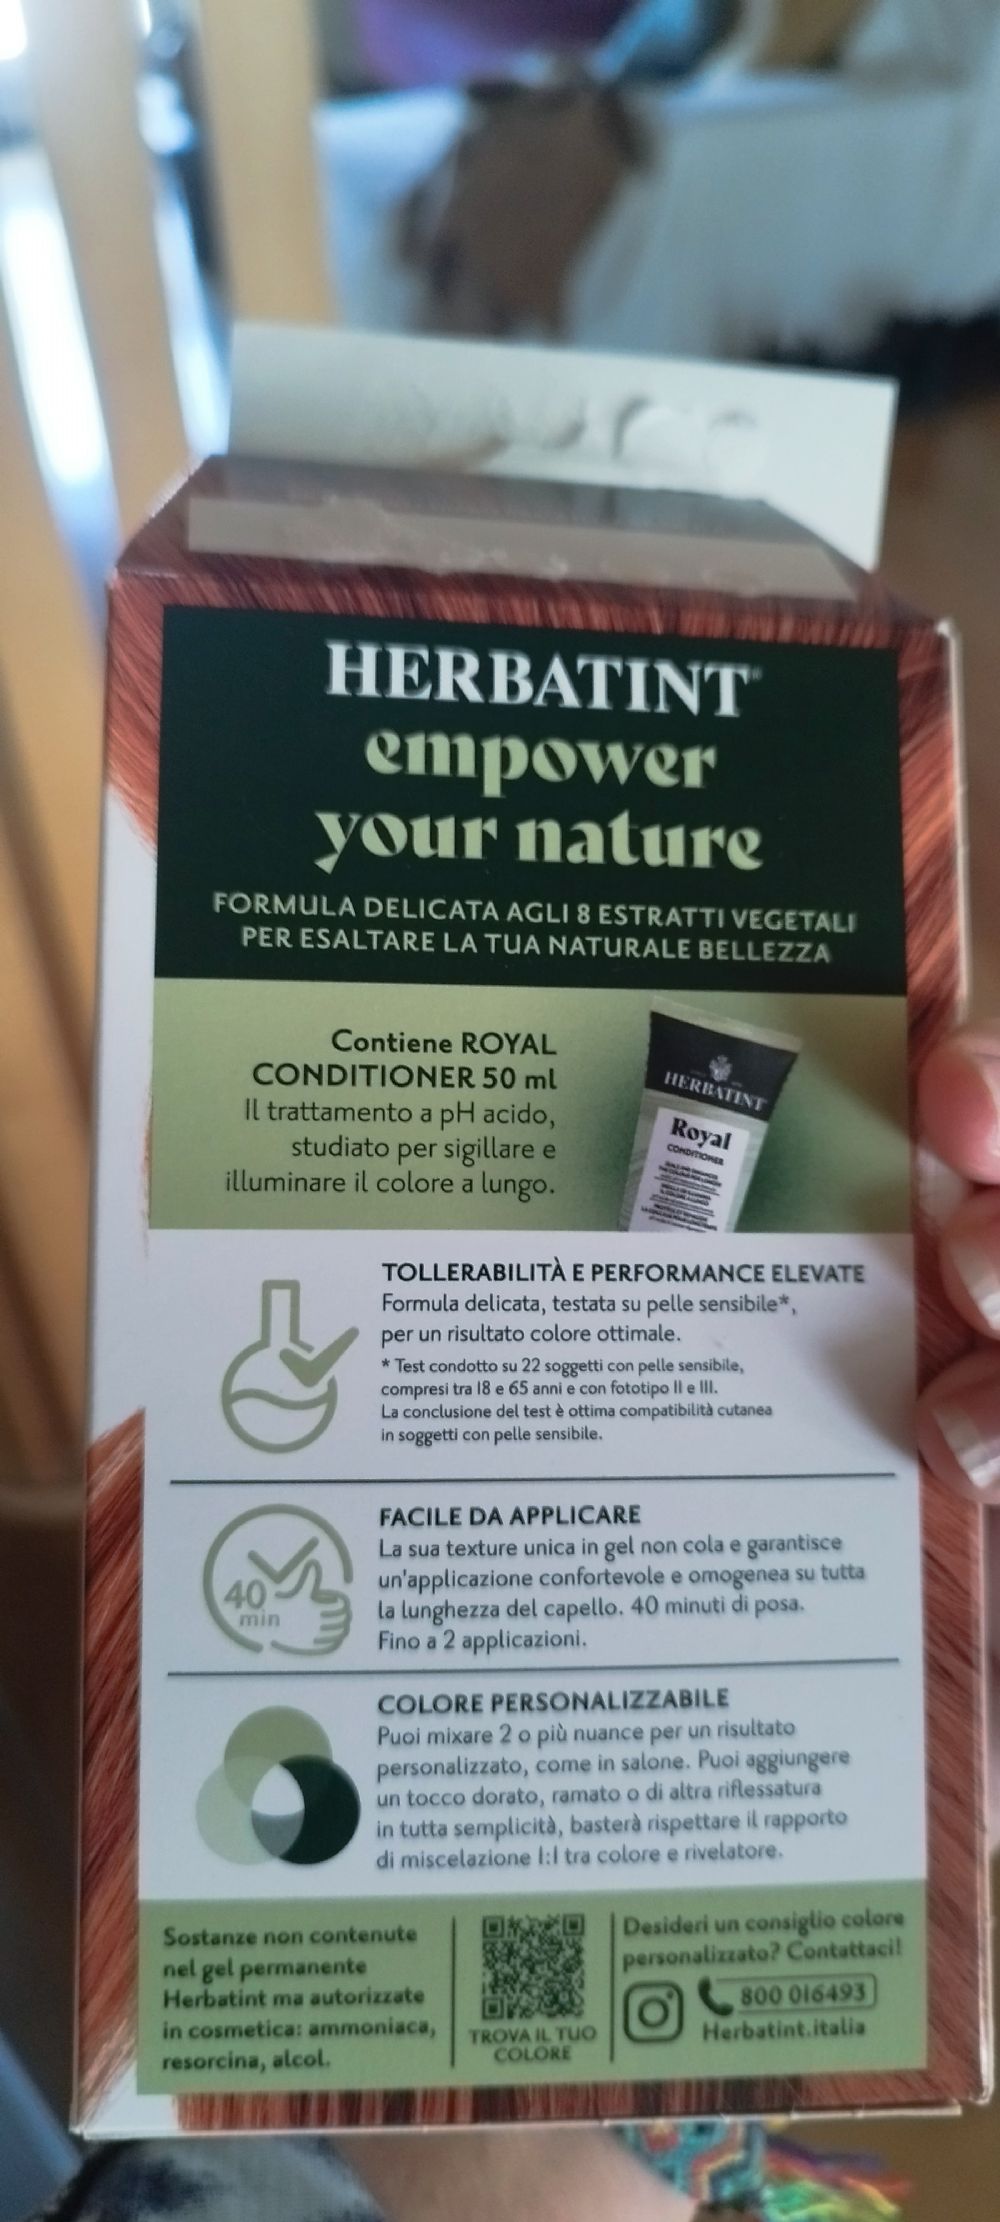 HERBATINT®
empower
your nature
FORMULA DELICATA AGLI 8 ESTRATTI VEGETALI
PER ESALTARE LA TUA NATURALE BELLEZZA
Contiene ROYAL
CONDITIONER 50 ml
Il trattamento a pH acido,
studiato per sigillare e
illuminare il colore a lungo.
HERBATINT
Royal
CONDITIONER
TOLLERABILITÀ E PERFORMANCE ELEVATE
Formula delicata, testata su pelle sensibile*,
per un risultato colore ottimale.
* Test condotto su 22 soggetti con pelle sensibile,
compresi tra 18 e 65 anni e con fototipo II e III.
La conclusione del test è ottima compatibilità cutanea
in soggetti con pelle sensibile.
FACILE DA APPLICARE
La sua texture unica in gel non cola e garantisce
un'applicazione confortevole e omogenea su tutta
la lunghezza del capello. 40 minuti di posa.
Fino a 2 applicazioni.
40
min
COLORE PERSONALIZZABILE
Puoi mixare 2 o più nuance per un risultato
personalizzato, come in salone. Puoi aggiungere
un tocco dorato, ramato o di altra riflessatura
in tutta semplicità, basterà rispettare il rapporto
di miscelazione 1:1 tra colore e rivelatore.
Sostanze non contenute
nel gel permanente
Herbatint ma autorizzate
in cosmetica: ammoniaca,
resorcina, alcol.
TROVA IL TUO
COLORE
Desideri un consiglio colore
personalizzato? Contattaci!
800 016493
Herbatint.italia